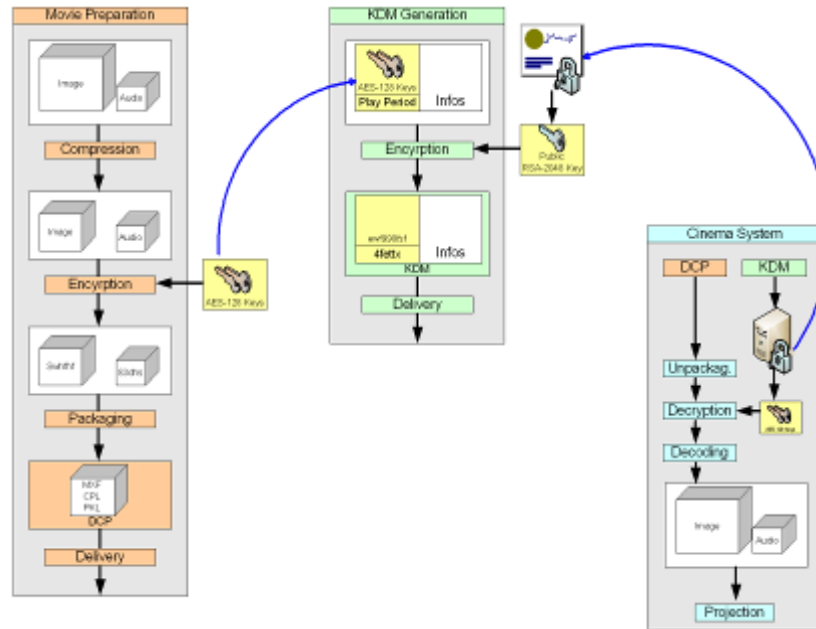 Movie Preparation
Image
Audio
Compression
Image
Audio
Encyrption
AES-128 Keys
Packaging
MXF
CPL
PKL
DCP
Delivery
KDM Generation
AES-128 Keys
Play Period
Infos
Encyrption
Public
RSA-2048 Key
4fettx
Infos
KDM
Delivery
Cinema System
DCP
KDM
Unpackag.
Decryption
Decoding
Image
Audio
Projection